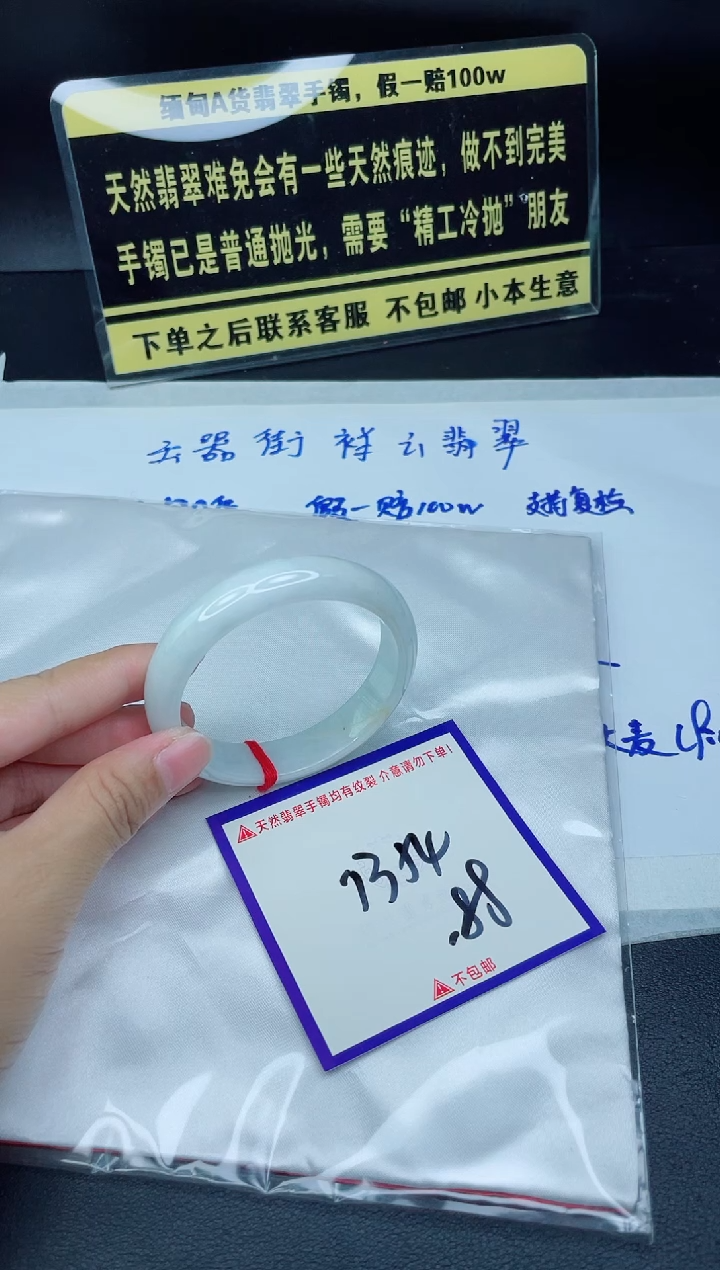 缅甸A货翡翠手镯，假一赔100w
天然翡翠难免会有一些天然痕迹，做不到完美
手镯已是普通抛光，需要“精工冷抛”朋友
下单之后联系客服 不包邮 小本生意
玉器街 祥云翡翠
假一赔100w 支持复检
天然翡翠手镯均有纹裂 介意请勿下单！
7354
.88
不包邮